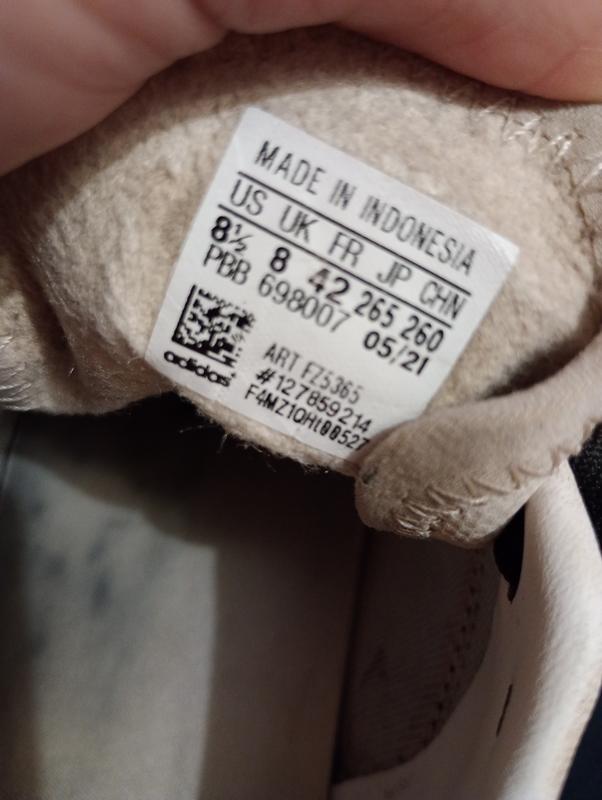 MADE IN INDONESIA
US UK FR JP CHN
8½ 8 42 265 260
PBB 698007 05/21
ART FZ5365
#127859214
F4MZ1QHt00527
adidas